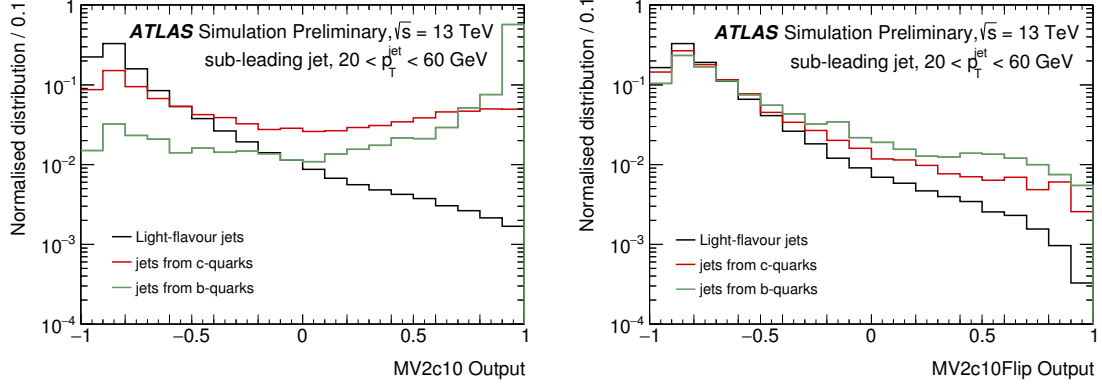 ATLAS Simulation Preliminary, √s = 13 TeV
sub-leading jet, 20 < p_T^jet < 60 GeV
Normalised distribution / 0.1
1
10⁻¹
10⁻²
10⁻³
10⁻⁴
Light-flavour jets
jets from c-quarks
jets from b-quarks
−1 −0.5 0 0.5 1
MV2c10 Output
ATLAS Simulation Preliminary, √s = 13 TeV
sub-leading jet, 20 < p_T^jet < 60 GeV
Normalised distribution / 0.1
1
10⁻¹
10⁻²
10⁻³
10⁻⁴
Light-flavour jets
jets from c-quarks
jets from b-quarks
−1 −0.5 0 0.5 1
MV2c10Flip Output